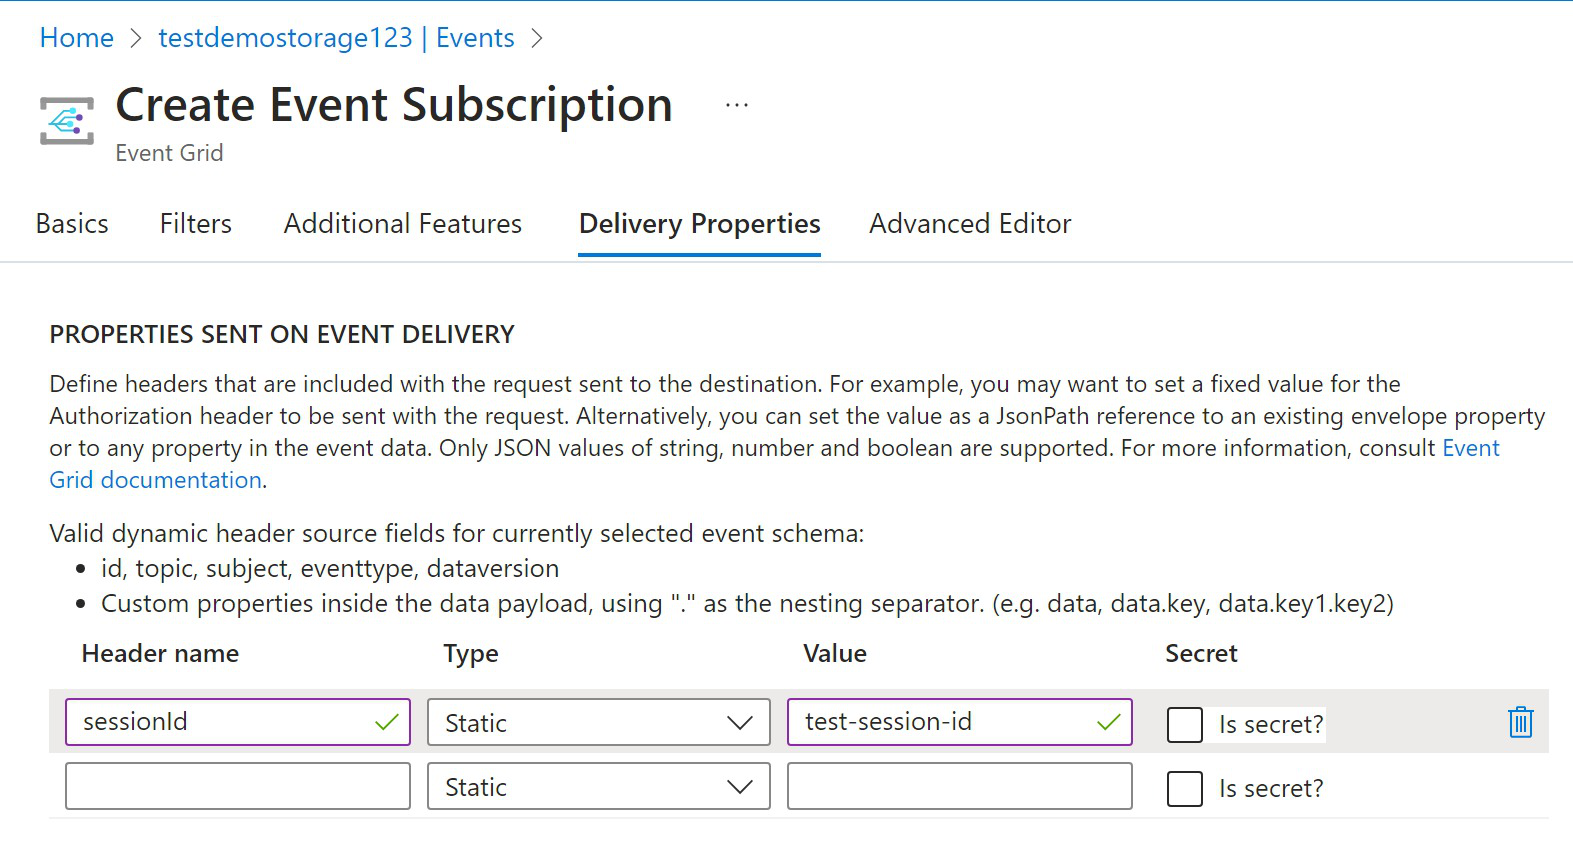 Home > testdemostorage123 | Events >
Create Event Subscription ...
Event Grid
Basics Filters Additional Features Delivery Properties Advanced Editor
PROPERTIES SENT ON EVENT DELIVERY
Define headers that are included with the request sent to the destination. For example, you may want to set a fixed value for the
Authorization header to be sent with the request. Alternatively, you can set the value as a JsonPath reference to an existing envelope property
or to any property in the event data. Only JSON values of string, number and boolean are supported. For more information, consult Event
Grid documentation.
Valid dynamic header source fields for currently selected event schema:
• id, topic, subject, eventtype, dataversion
• Custom properties inside the data payload, using "." as the nesting separator. (e.g. data, data.key, data.key1.key2)
Header name Type Value Secret
sessionId Static test-session-id Is secret?
Static Is secret?